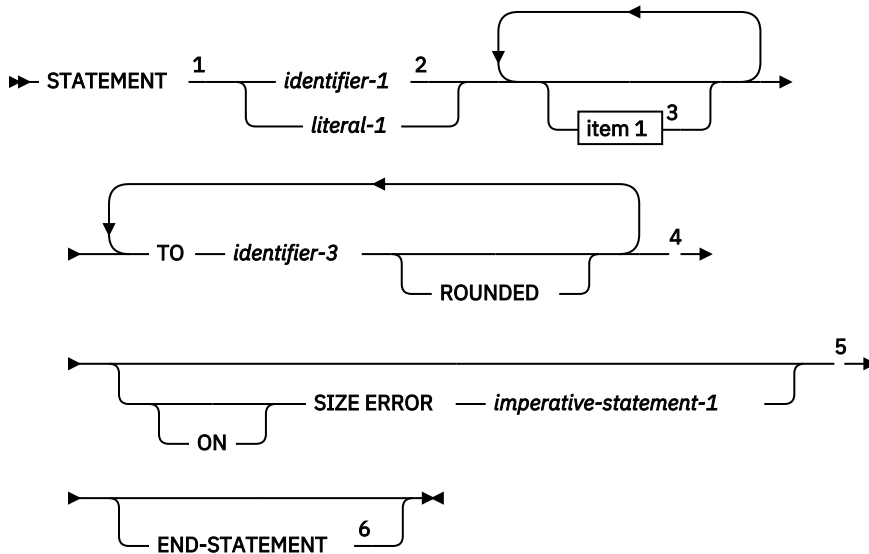 STATEMENT 1 identifier-1 2
literal-1 item 1 3
TO identifier-3 4
ROUNDED
5
SIZE ERROR imperative-statement-1
ON
END-STATEMENT 6